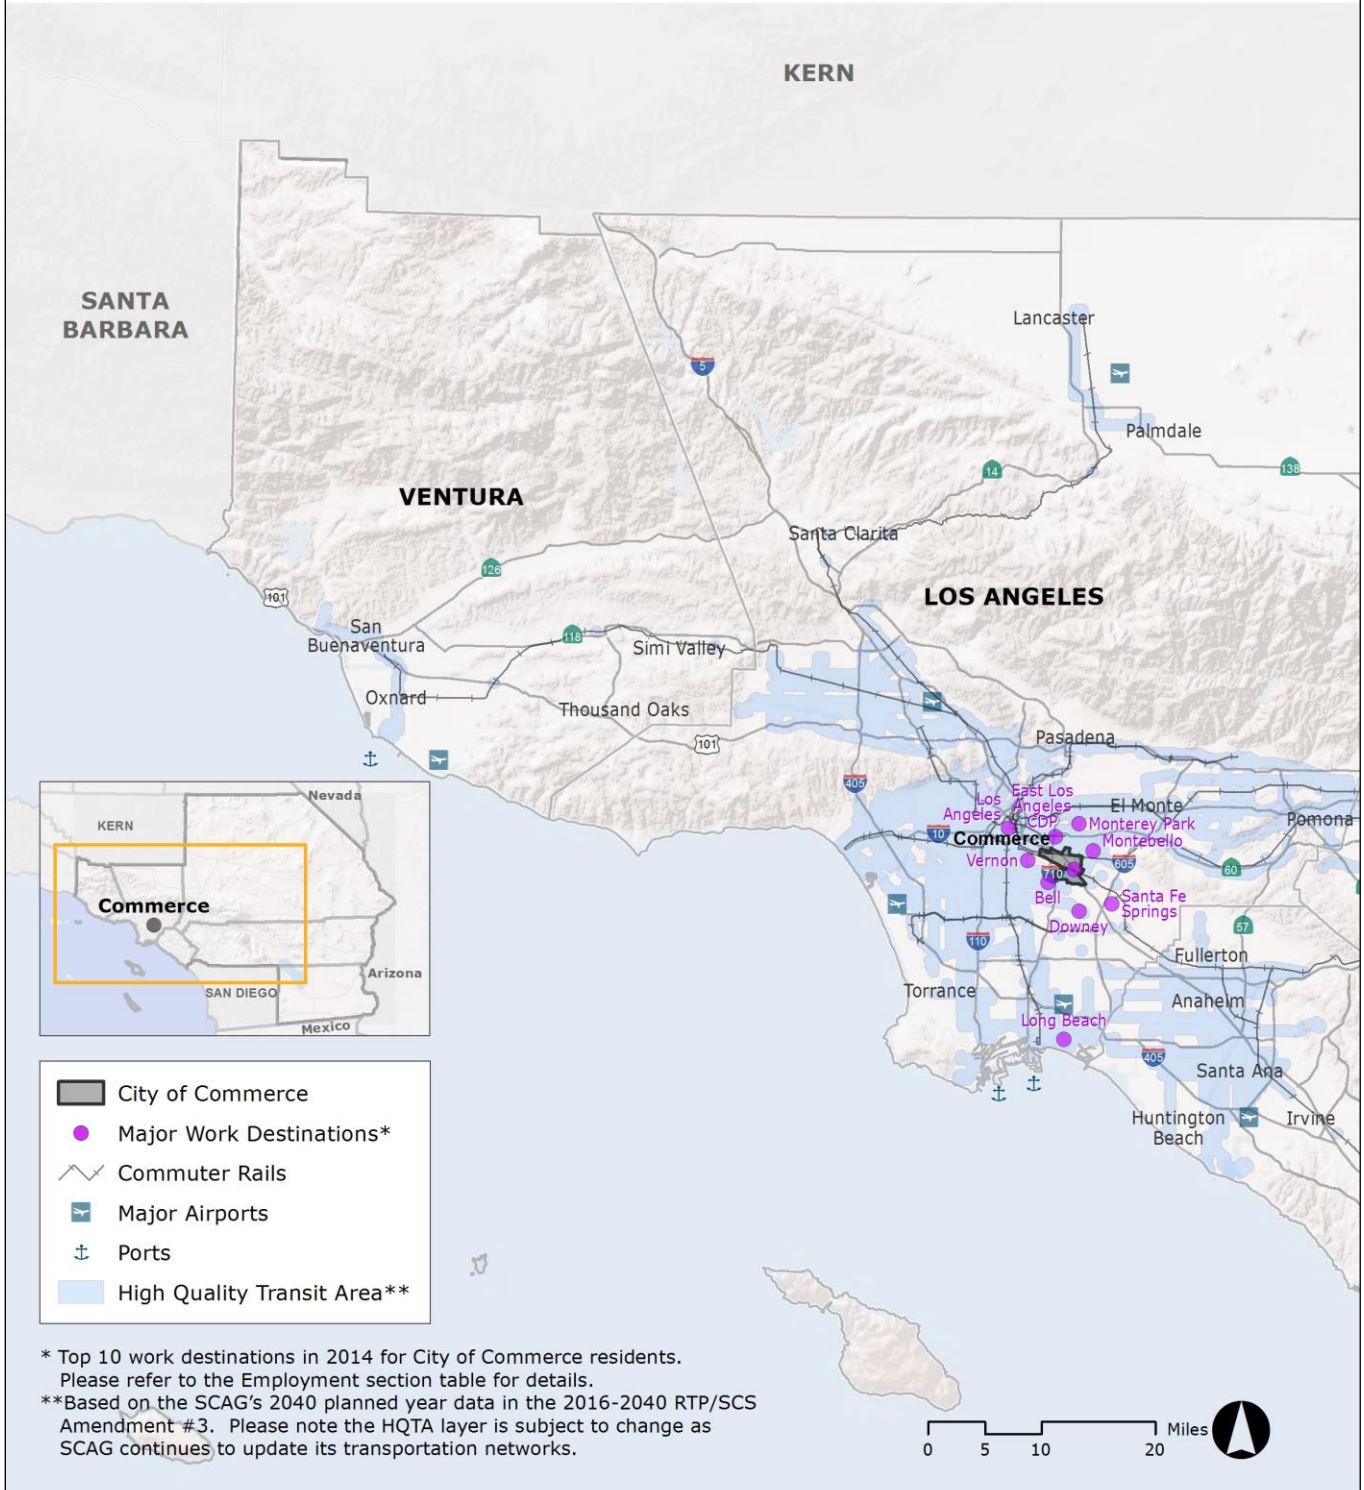 KERN
SANTA
BARBARA
Lancaster
5
Palmdale
14
138
VENTURA
Santa Clarita
126
LOS ANGELES
101
San
Buenaventura
118
Simi Valley
Oxnard
Thousand Oaks
101
Pasadena
405
East Los
Angeles
CDP
Los
Angeles
El Monte
Pomona
10
Commerce
Monterey Park
Montebello
Vernon
605
60
710
Bell
Santa Fe
Springs
Downey
57
110
Fullerton
Torrance
Anaheim
Long Beach
405
Santa Ana
Huntington
Beach
Irvine
Nevada
KERN
Commerce
Arizona
SAN DIEGO
Mexico
City of Commerce
Major Work Destinations*
Commuter Rails
Major Airports
Ports
High Quality Transit Area**
* Top 10 work destinations in 2014 for City of Commerce residents.
Please refer to the Employment section table for details.
**Based on the SCAG's 2040 planned year data in the 2016-2040 RTP/SCS
Amendment #3. Please note the HQTA layer is subject to change as
SCAG continues to update its transportation networks.
Miles
0 5 10 20